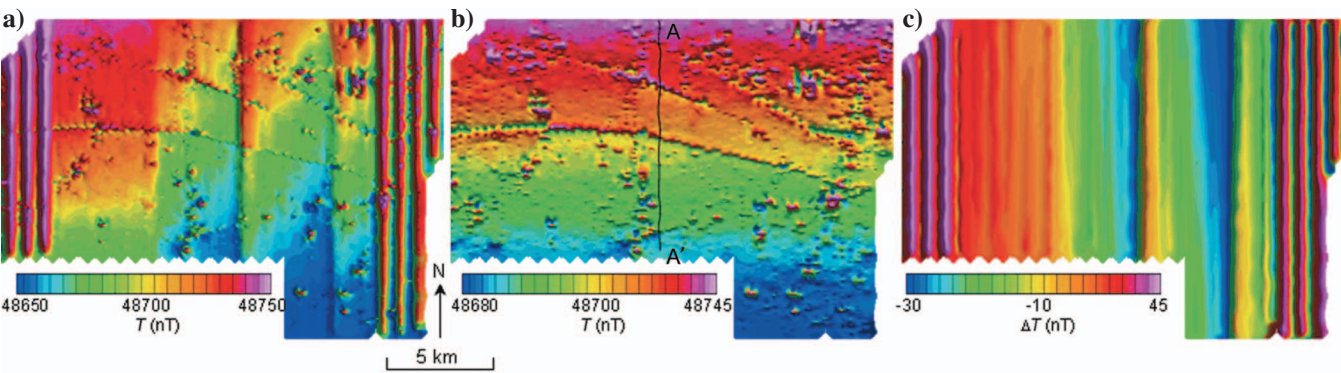 a)
b)
c)
A
A'
N
48650 48700 48750
T (nT)
48680 48700 48745
T (nT)
-30 -10 45
ΔT (nT)
5 km